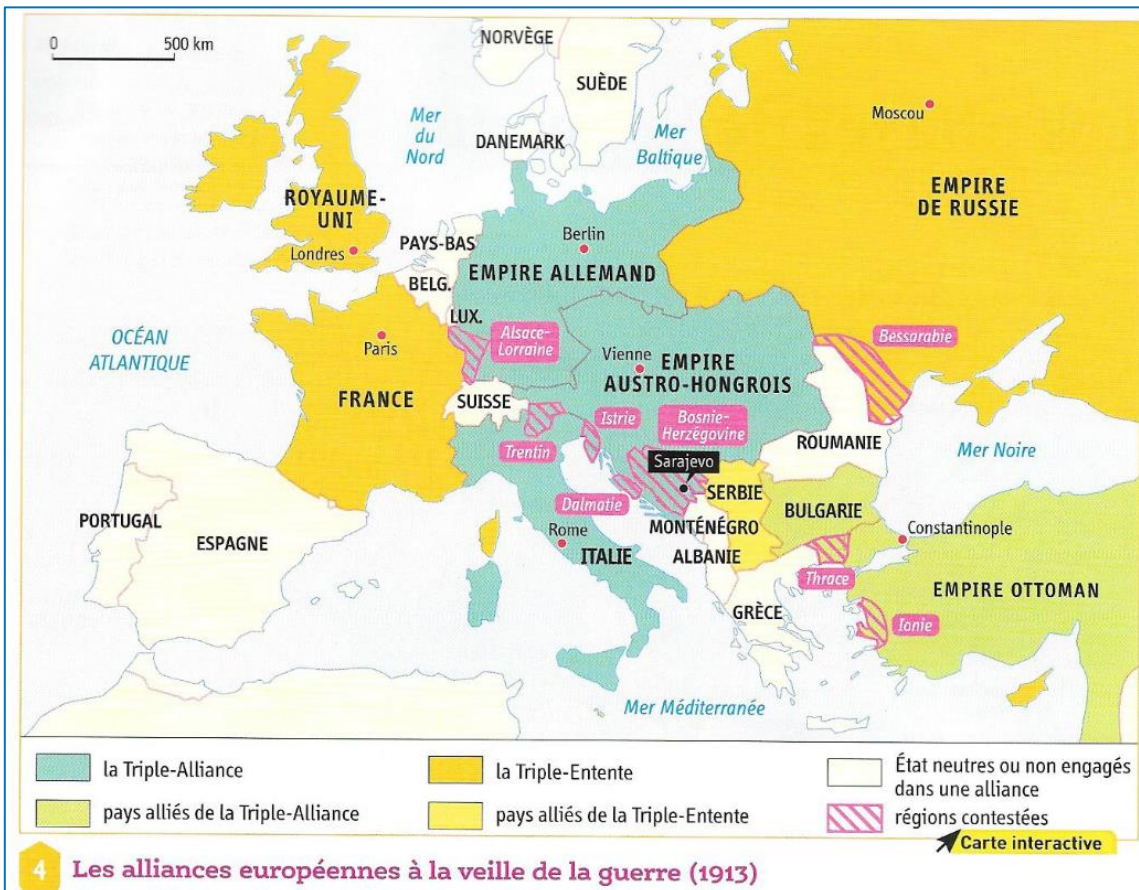 0 500 km
NORVÈGE
SUÈDE
Moscou
Mer
du
Nord
Mer
Baltique
DANEMARK
EMPIRE
DE RUSSIE
ROYAUME-
UNI
Londres
PAYS-BAS
Berlin
EMPIRE ALLEMAND
BELG.
LUX.
OCÉAN
ATLANTIQUE
Paris
Alsace-
Lorraine
Vienne
EMPIRE
AUSTRO-HONGROIS
Bessarabie
FRANCE
SUISSE
Istrie
Bosnie-
Herzégovine
Trentin
Sarajevo
ROUMANIE
Mer Noire
Dalmatie
SERBIE
BULGARIE
PORTUGAL
ESPAGNE
Rome
ITALIE
MONTÉNÉGRO
ALBANIE
Constantinople
Thrace
EMPIRE OTTOMAN
GRÈCE
Ionie
Mer Méditerranée
la Triple-Alliance
la Triple-Entente
État neutres ou non engagés
dans une alliance
pays alliés de la Triple-Alliance
pays alliés de la Triple-Entente
régions contestées
Carte interactive
4 Les alliances européennes à la veille de la guerre (1913)